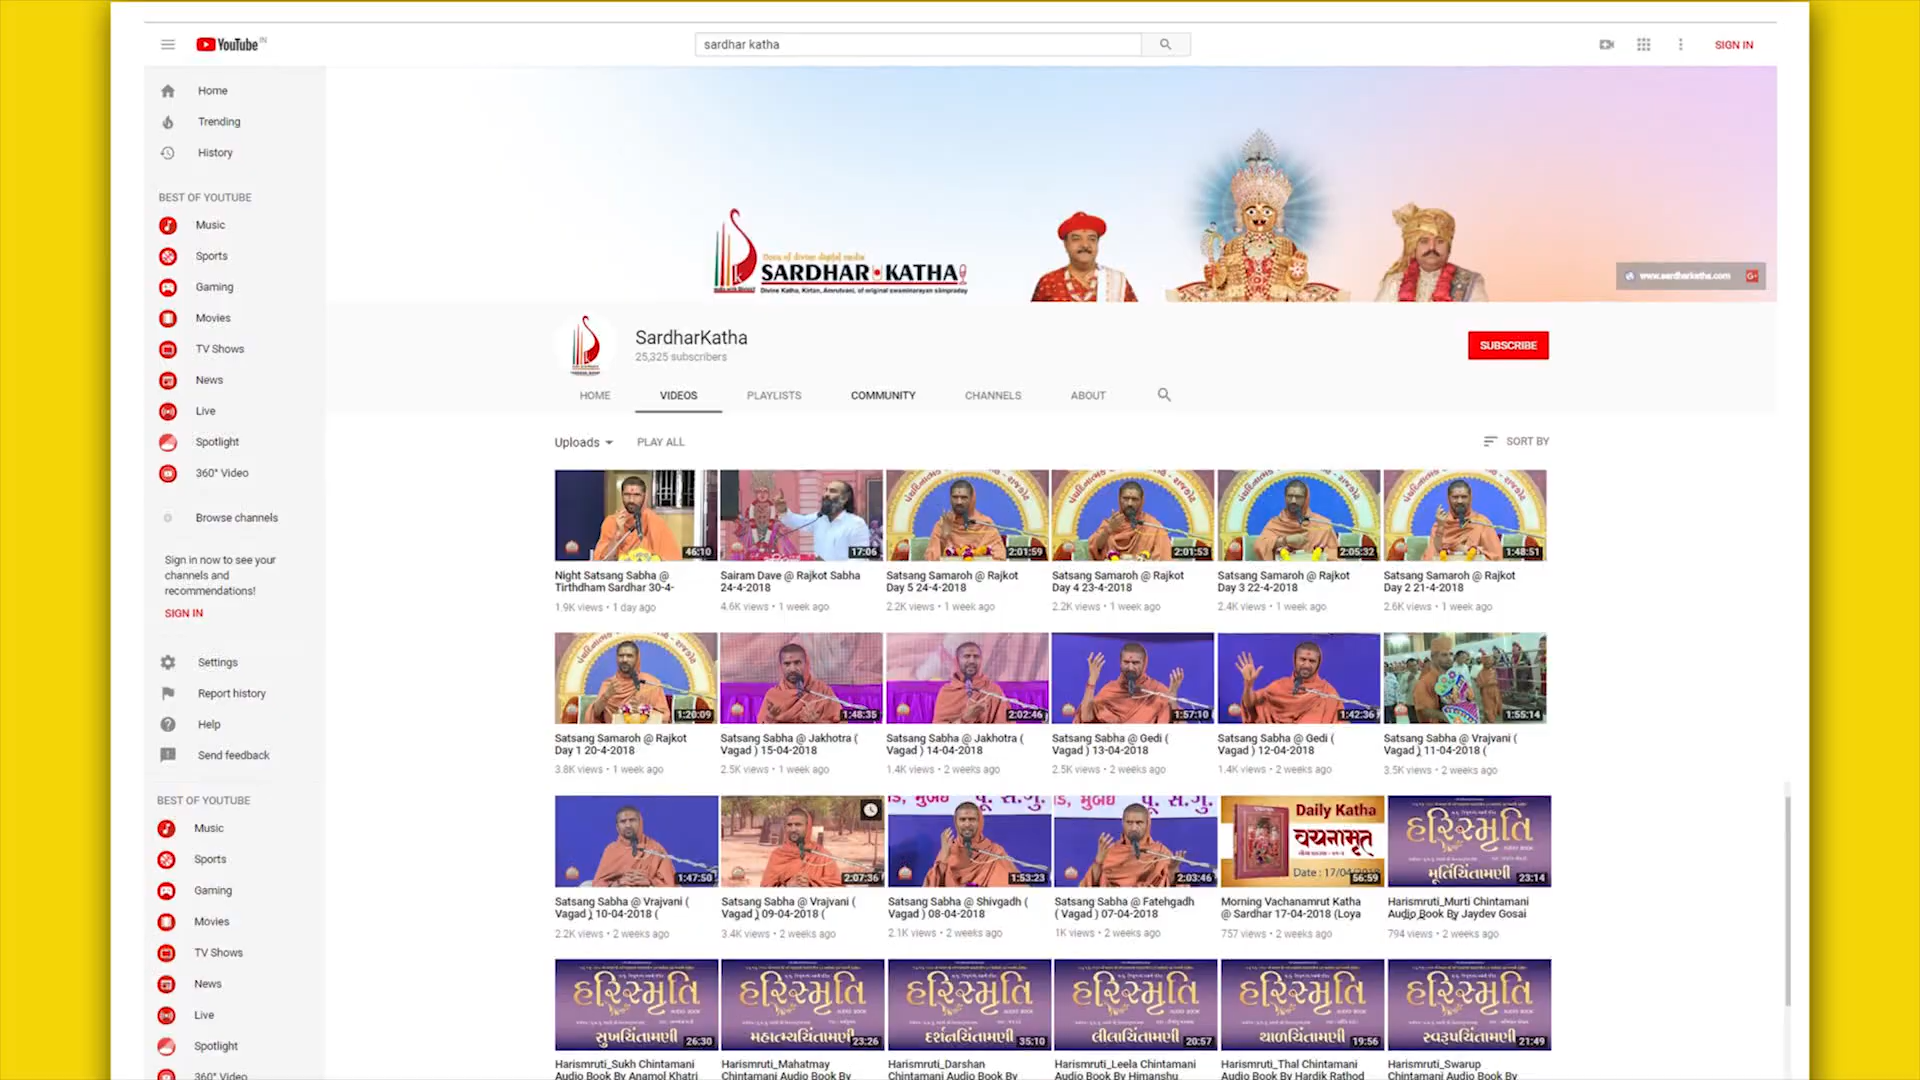 YouTube IN
sardhar katha
SIGN IN
Home
Trending
History
BEST OF YOUTUBE
Music
Sports
Gaming
Movies
TV Shows
News
Live
Spotlight
360° Video
Browse channels
Sign in now to see your
channels and
recommendations!
SIGN IN
Settings
Report history
Help
Send feedback
BEST OF YOUTUBE
Music
Sports
Gaming
Movies
TV Shows
News
Live
Spotlight
360° Video
SARDHAR KATHA
Divine Katha, Kirtan, Amrutvani, of original swaminarayan sampraday
www.sardharkatha.com
SardharKatha
25,325 subscribers
SUBSCRIBE
HOME VIDEOS PLAYLISTS COMMUNITY CHANNELS ABOUT
Uploads PLAY ALL SORT BY
46:10 17:06 2:01:59 2:01:53 2:05:32 1:48:51
Night Satsang Sabha @
Tirthdham Sardhar 30-4-
1.9K views • 1 day ago
Sairam Dave @ Rajkot Sabha
24-4-2018
4.6K views • 1 week ago
Satsang Samaroh @ Rajkot
Day 5 24-4-2018
2.2K views • 1 week ago
Satsang Samaroh @ Rajkot
Day 4 23-4-2018
2.2K views • 1 week ago
Satsang Samaroh @ Rajkot
Day 3 22-4-2018
2.4K views • 1 week ago
Satsang Samaroh @ Rajkot
Day 2 21-4-2018
2.6K views • 1 week ago
1:20:09 1:48:35 2:02:46 1:57:10 1:42:36 1:55:14
Satsang Samaroh @ Rajkot
Day 1 20-4-2018
3.8K views • 1 week ago
Satsang Sabha @ Jakhotra (
Vagad ) 15-04-2018
2.5K views • 1 week ago
Satsang Sabha @ Jakhotra (
Vagad ) 14-04-2018
1.4K views • 2 weeks ago
Satsang Sabha @ Gedi (
Vagad ) 13-04-2018
2.5K views • 2 weeks ago
Satsang Sabha @ Gedi (
Vagad ) 12-04-2018
1.4K views • 2 weeks ago
Satsang Sabha @ Vrajvani (
Vagad ) 11-04-2018 (
3.5K views • 2 weeks ago
Daily Katha
વચનામૃત
Date : 17/04
હરિસ્મૃતિ
AUDIO BOOK
મૂર્તિચિંતામણી
1:47:50 2:07:36 1:53:23 2:03:46 56:59 23:14
Satsang Sabha @ Vrajvani (
Vagad ) 10-04-2018 (
2.2K views • 2 weeks ago
Satsang Sabha @ Vrajvani (
Vagad ) 09-04-2018 (
3.4K views • 2 weeks ago
Satsang Sabha @ Shivgadh (
Vagad ) 08-04-2018
2.1K views • 2 weeks ago
Satsang Sabha @ Fatehgadh
( Vagad ) 07-04-2018
1K views • 2 weeks ago
Morning Vachanamrut Katha
@ Sardhar 17-04-2018 (Loya
757 views • 2 weeks ago
Harismruti_Murti Chintamani
Audio Book By Jaydev Gosai
794 views • 2 weeks ago
હરિસ્મૃતિ હરિસ્મૃતિ હરિસ્મૃતિ હરિસ્મૃતિ હરિસ્મૃતિ હરિસ્મૃતિ
સુખચિંતામણી 26:30 મહાત્મ્યચિંતામણી 23:26 દર્શનચિંતામણી 35:10 લીલાચિંતામણી 20:57 થાળચિંતામણી 19:56 સ્વરૂપચિંતામણી 21:49
Harismruti_Sukh Chintamani
Audio Book By Anamol Khatri
Harismruti_Mahatmay
Chintamani Audio Book By
Harismruti_Darshan
Chintamani Audio Book By
Harismruti_Leela Chintamani
Audio Book By Himanshu
Harismruti_Thal Chintamani
Audio Book By Hardik Rathod
Harismruti_Swarup
Chintamani Audio Book By